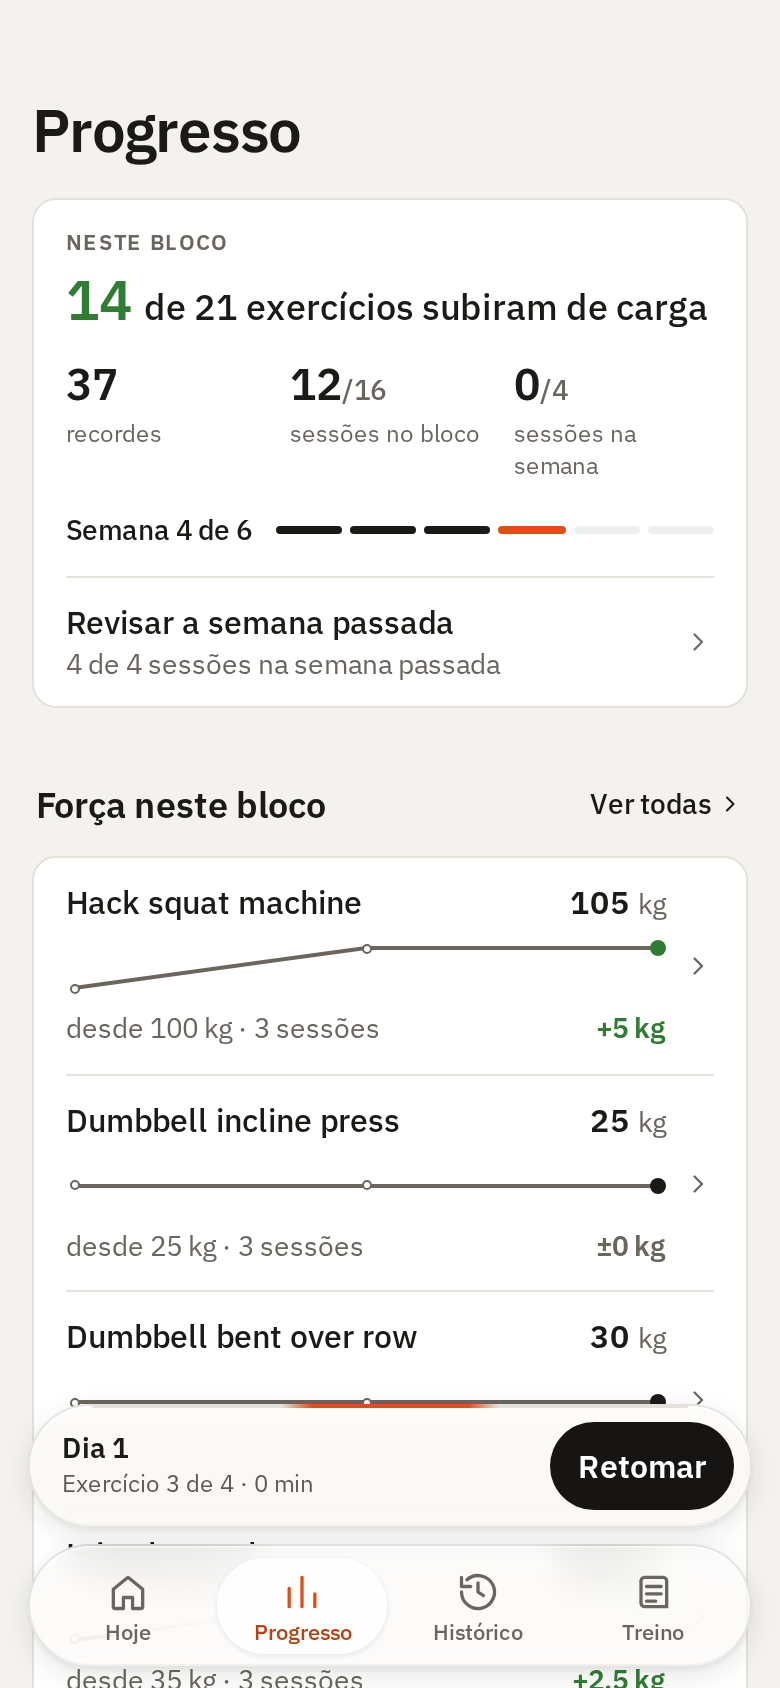 Progresso
NESTE BLOCO
14 de 21 exercícios subiram de carga
37
12/16
0/4
recordes
sessões no bloco
sessões na
semana
Semana 4 de 6
Revisar a semana passada
4 de 4 sessões na semana passada
Força neste bloco
Ver todas
Hack squat machine
105 kg
desde 100 kg · 3 sessões
+5 kg
Dumbbell incline press
25 kg
desde 25 kg · 3 sessões
±0 kg
Dumbbell bent over row
30 kg
Dia 1
Exercício 3 de 4 · 0 min
Retomar
Hoje
Progresso
Histórico
Treino
desde 35 kg · 3 sessões
+2,5 kg